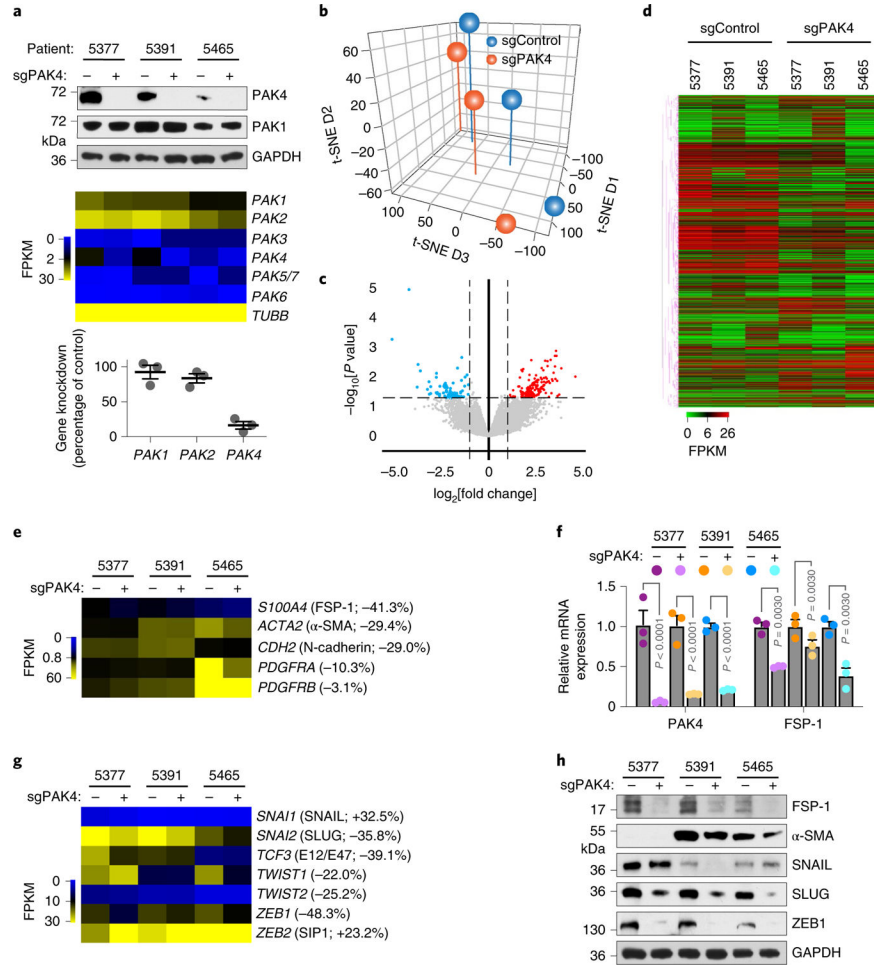 a
Patient: 5377 5391 5465
sgPAK4: – + – + – +
72 PAK4
72 PAK1
kDa
36 GAPDH
PAK1
PAK2
PAK3
PAK4
PAK5/7
PAK6
TUBB
FPKM
0
2
30
Gene knockdown
(percentage of control)
100
50
0
PAK1 PAK2 PAK4
b
sgControl
sgPAK4
t-SNE D2
60
40
20
0
–20
–40
–60
100 50 0 –50
t-SNE D3
–100
–50
0
50
100
t-SNE D1
c
–log10[P value]
5
4
3
2
1
0
–5.0 –2.5 0 2.5 5.0
log2[fold change]
d
sgControl sgPAK4
5377 5391 5465 5377 5391 5465
0 6 26
FPKM
e
5377 5391 5465
sgPAK4: – + – + – +
S100A4 (FSP-1; –41.3%)
ACTA2 (α-SMA; –29.4%)
CDH2 (N-cadherin; –29.0%)
PDGFRA (–10.3%)
PDGFRB (–3.1%)
FPKM
0
0.8
60
f
5377 5391 5465
sgPAK4: – + – + – +
Relative mRNA
expression
1.5
1.0
0.5
0
P < 0.0001
P < 0.0001
P < 0.0001
P = 0.0030
P = 0.0030
P = 0.0030
PAK4 FSP-1
g
5377 5391 5465
sgPAK4: – + – + – +
SNAI1 (SNAIL; +32.5%)
SNAI2 (SLUG; –35.8%)
TCF3 (E12/E47; –39.1%)
TWIST1 (–22.0%)
TWIST2 (–25.2%)
ZEB1 (–48.3%)
ZEB2 (SIP1; +23.2%)
FPKM
0
10
30
h
5377 5391 5465
sgPAK4: – + – + – +
17 FSP-1
55 α-SMA
kDa
36 SNAIL
36 SLUG
130 ZEB1
36 GAPDH